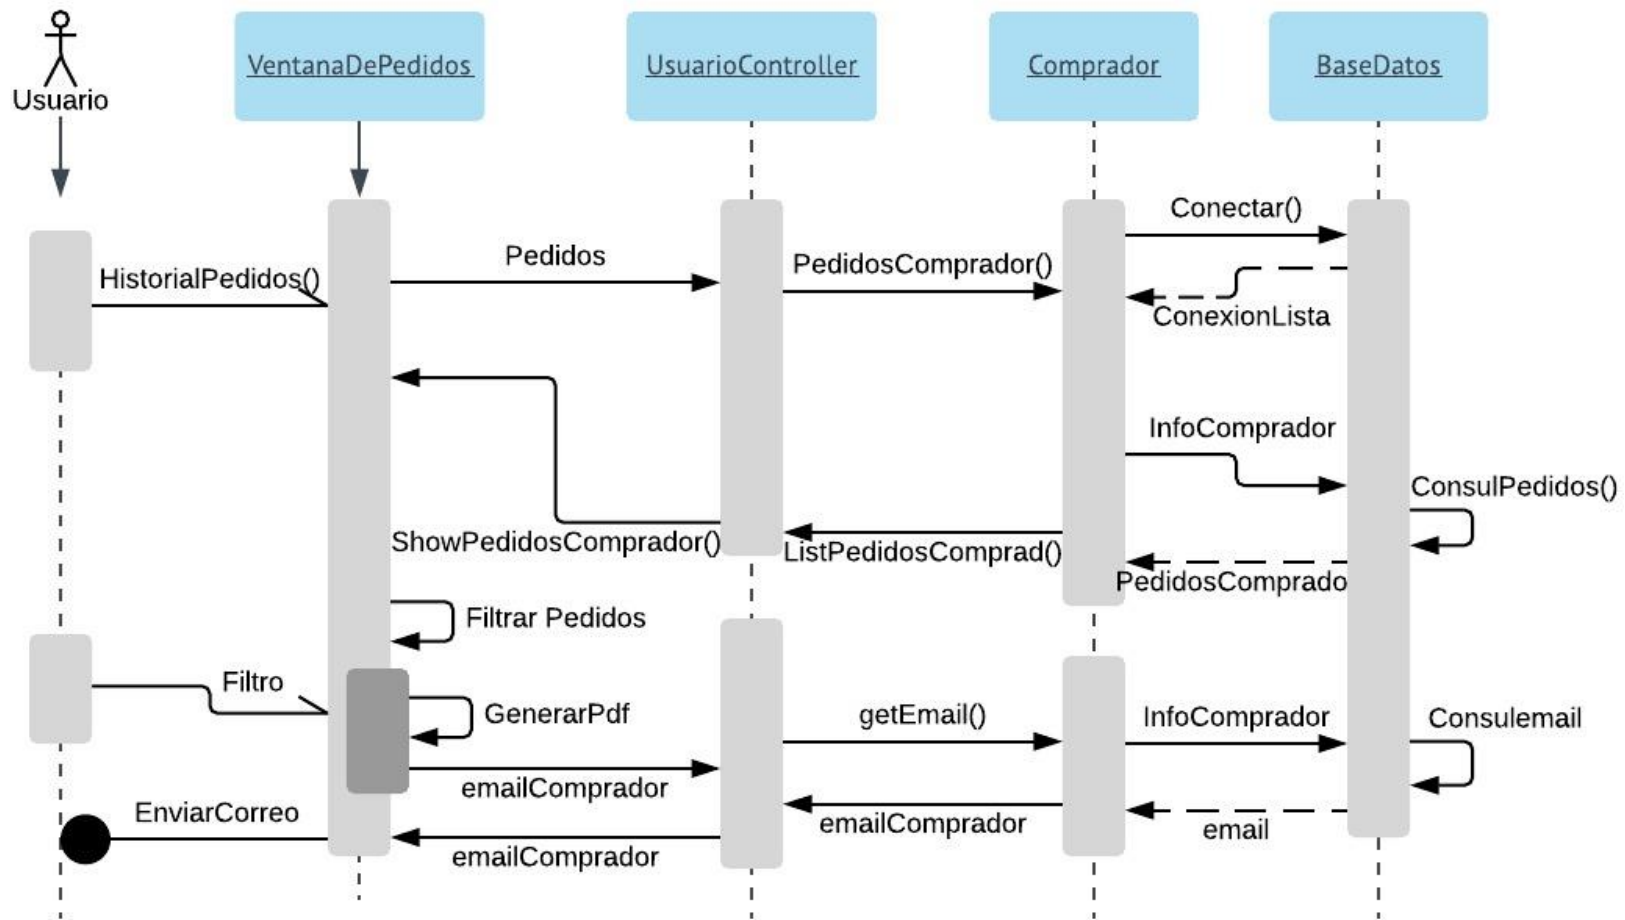 Usuario
VentanaDePedidos
UsuarioController
Comprador
BaseDatos
Conectar()
Pedidos
PedidosComprador()
HistorialPedidos()
ConexionLista
InfoComprador
ConsulPedidos()
ShowPedidosComprador()
ListPedidosComprad()
PedidosComprado
Filtrar Pedidos
Filtro
GenerarPdf
getEmail()
InfoComprador
Consulemail
emailComprador
EnviarCorreo
emailComprador
email
emailComprador